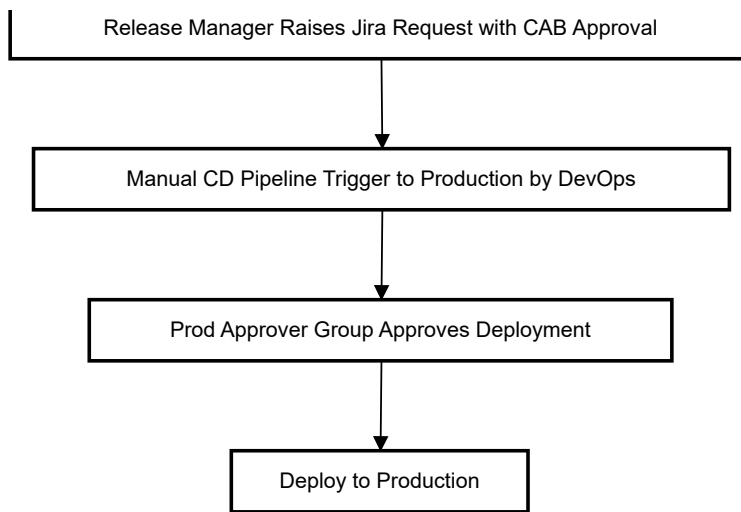 Release Manager Raises Jira Request with CAB Approval
Manual CD Pipeline Trigger to Production by DevOps
Prod Approver Group Approves Deployment
Deploy to Production